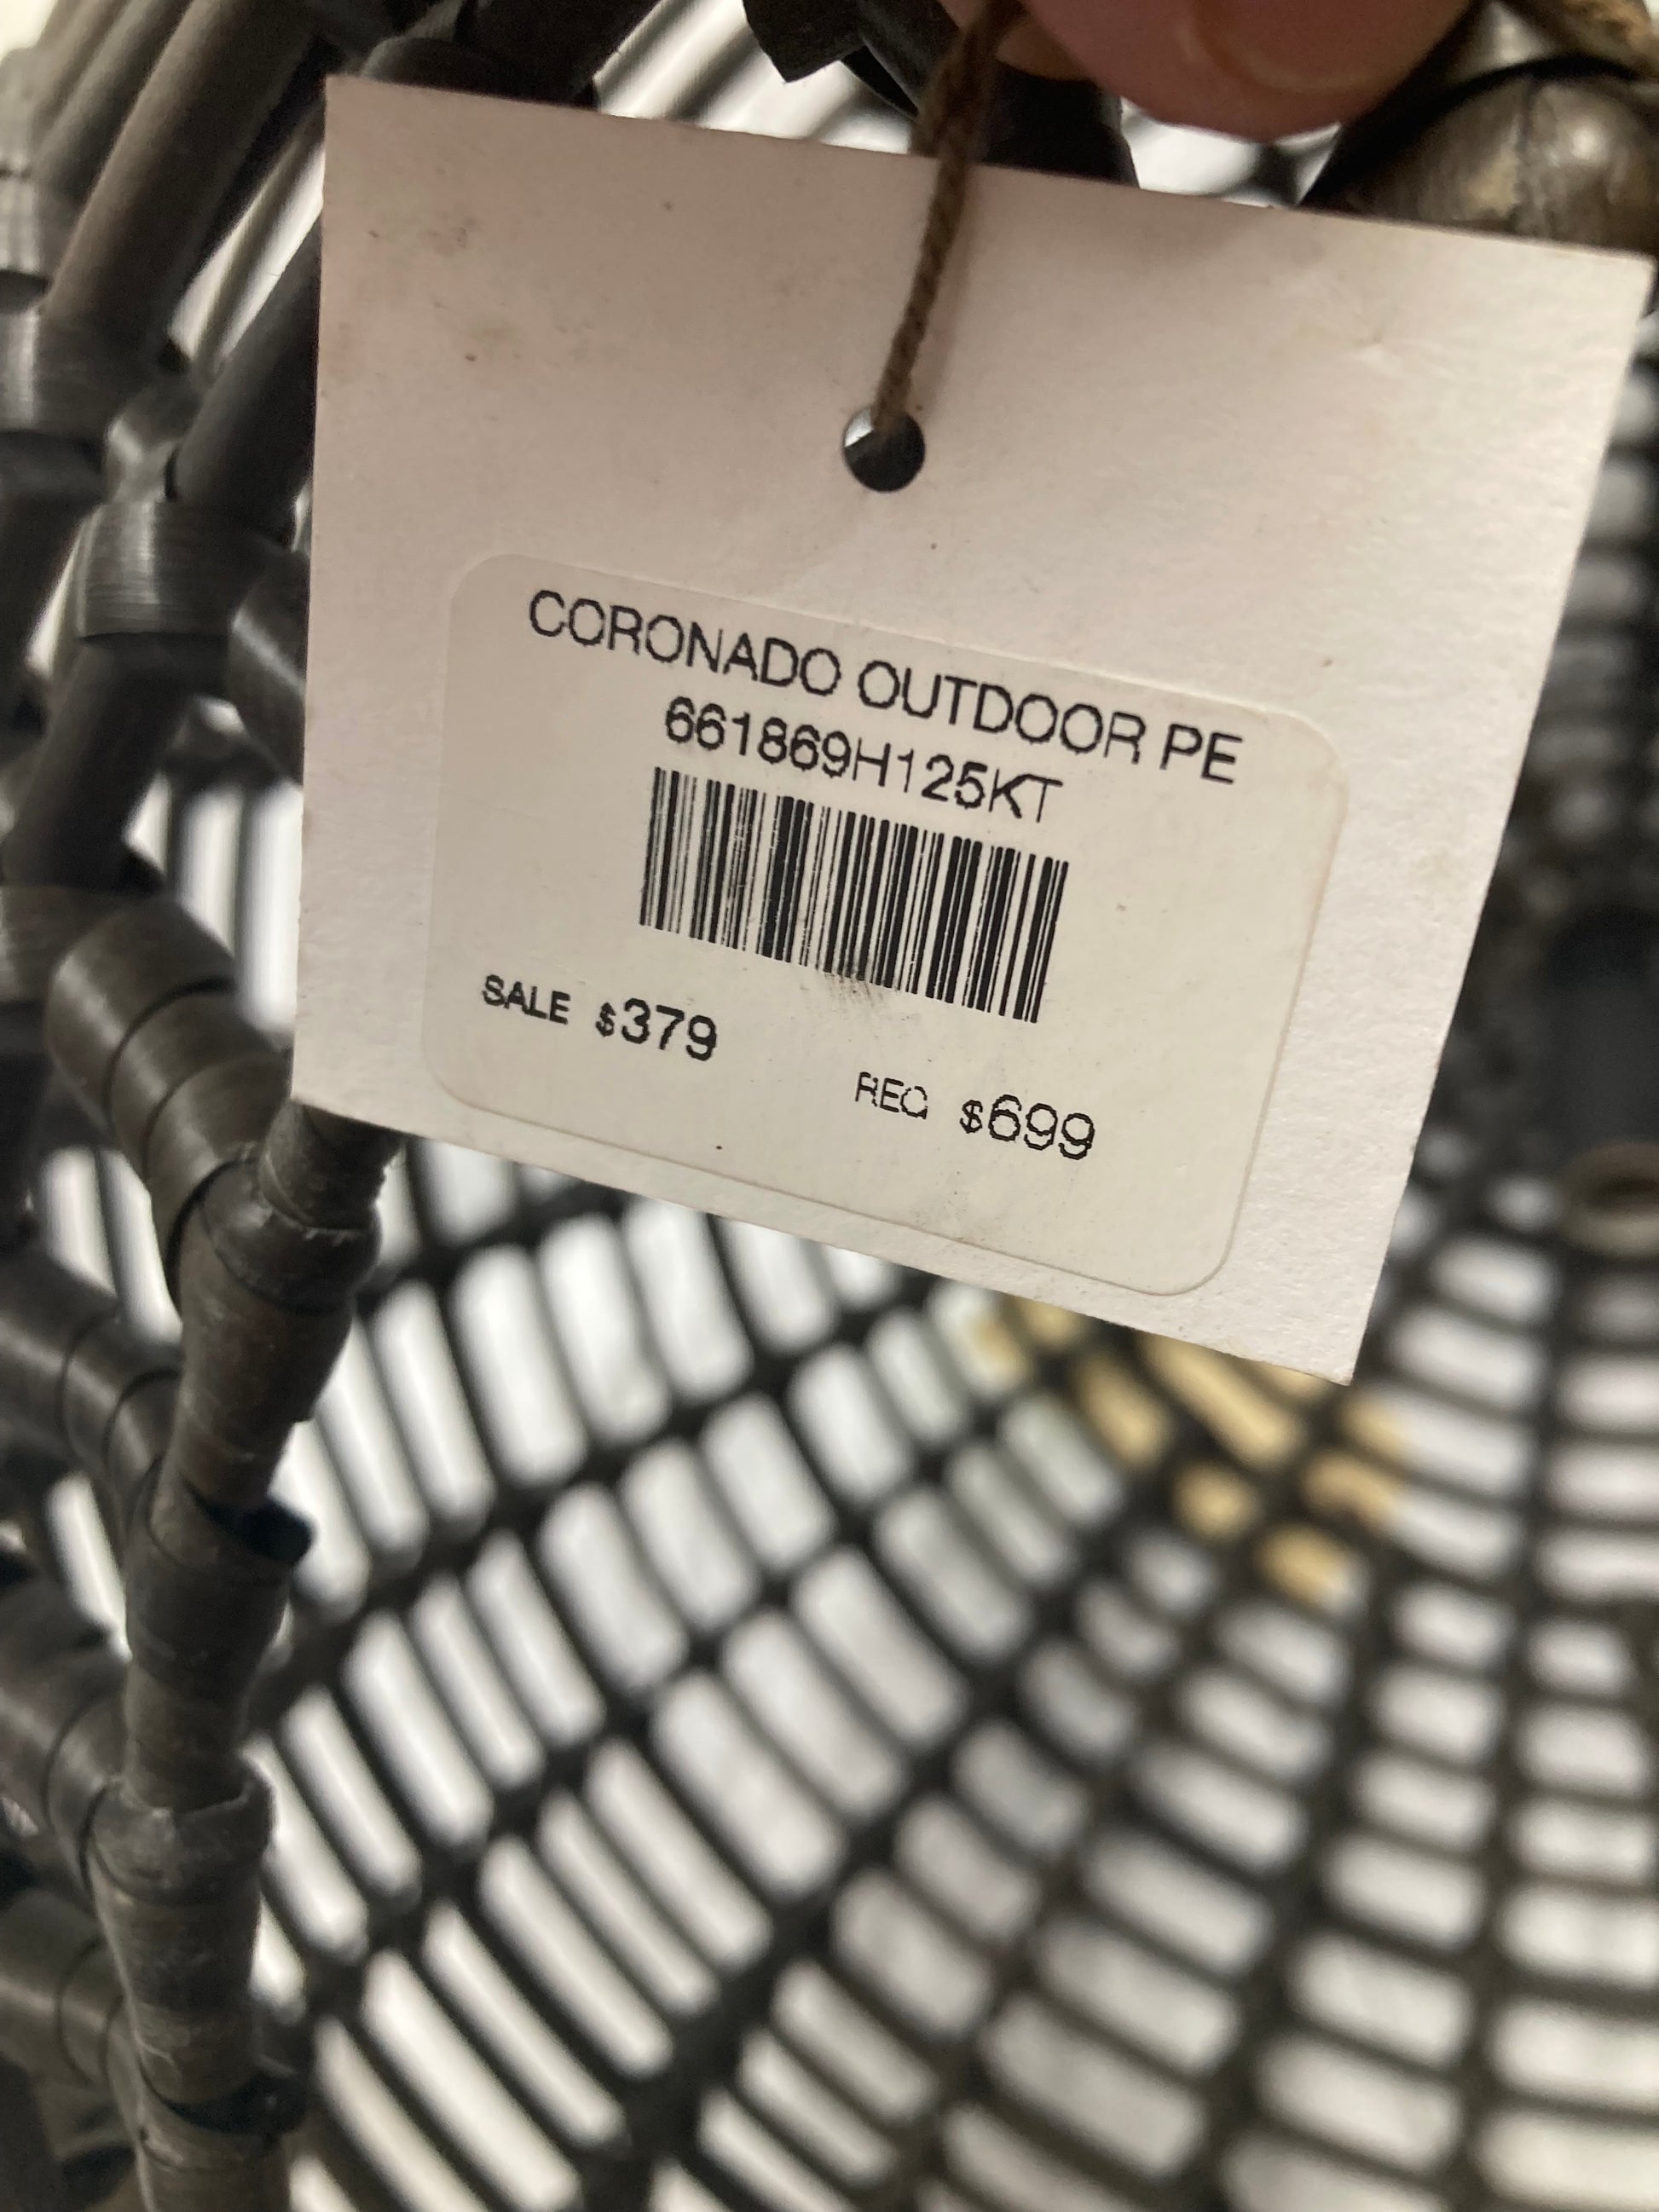 CORONADO OUTDOOR PE
661869H125KT
SALE $379
REG $699